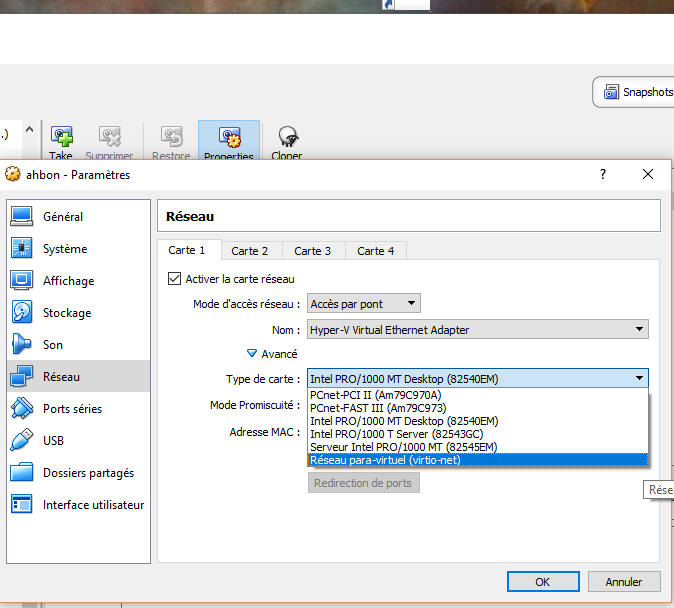 Snapshots
.)
Take
Supprimer
Restore
Properties
Cloner
ahbon - Paramètres
?
Général
Système
Affichage
Stockage
Son
Réseau
Ports séries
USB
Dossiers partagés
Interface utilisateur
Réseau
Carte 1
Carte 2
Carte 3
Carte 4
Activer la carte réseau
Mode d'accès réseau : Accès par pont
Nom : Hyper-V Virtual Ethernet Adapter
Avancé
Type de carte : Intel PRO/1000 MT Desktop (82540EM)
PCnet-PCI II (Am79C970A)
Mode Promiscuité : PCnet-FAST III (Am79C973)
Intel PRO/1000 MT Desktop (82540EM)
Adresse MAC : Intel PRO/1000 T Server (82543GC)
Serveur Intel PRO/1000 MT (82545EM)
Réseau para-virtuel (virtio-net)
Redirection de ports
Rése
OK
Annuler